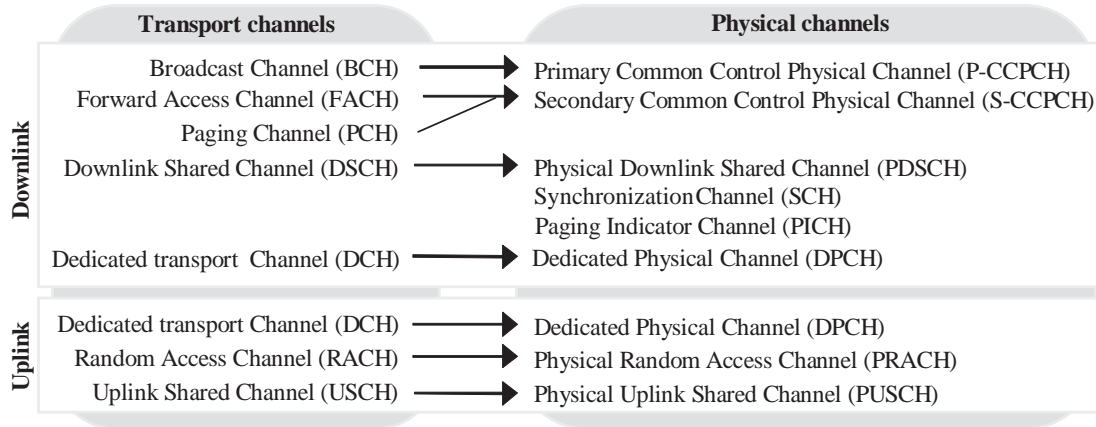 Transport channels
Physical channels
Downlink
Broadcast Channel (BCH)
Primary Common Control Physical Channel (P-CCPCH)
Forward Access Channel (FACH)
Secondary Common Control Physical Channel (S-CCPCH)
Paging Channel (PCH)
Downlink Shared Channel (DSCH)
Physical Downlink Shared Channel (PDSCH)
Synchronization Channel (SCH)
Paging Indicator Channel (PICH)
Dedicated transport Channel (DCH)
Dedicated Physical Channel (DPCH)
Uplink
Dedicated transport Channel (DCH)
Dedicated Physical Channel (DPCH)
Random Access Channel (RACH)
Physical Random Access Channel (PRACH)
Uplink Shared Channel (USCH)
Physical Uplink Shared Channel (PUSCH)